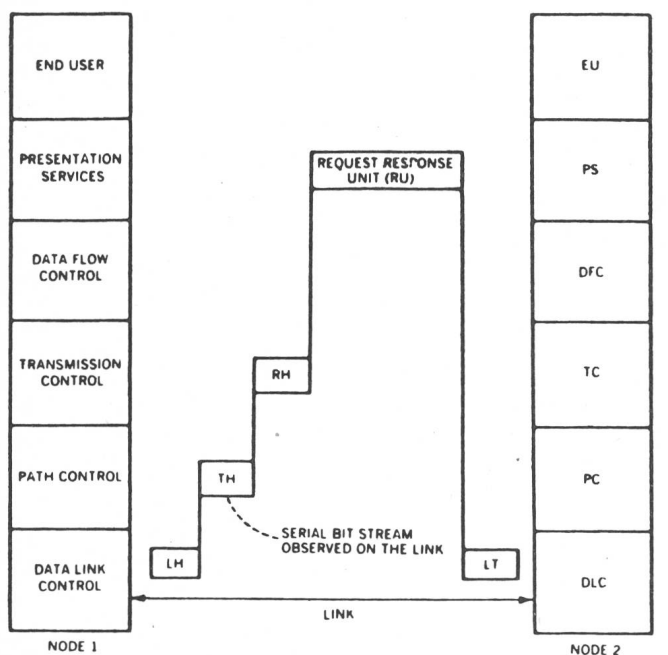 END USER
EU
PRESENTATION
SERVICES
REQUEST RESPONSE
UNIT (RU)
PS
DATA FLOW
CONTROL
DFC
TRANSMISSION
CONTROL
RH
TC
PATH CONTROL
TH
PC
SERIAL BIT STREAM
OBSERVED ON THE LINK
DATA LINK
CONTROL
LH
LT
DLC
LINK
NODE 1
NODE 2